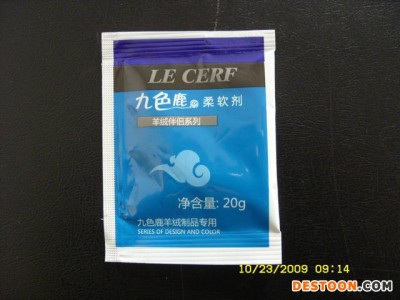 LE CERF
九色鹿 柔软剂
羊绒伴侣系列
净含量: 20g
九色鹿羊绒制品专用
SERIES OF DESIGN AND COLOR
10/23/2009 09:14
DESTOON.COM